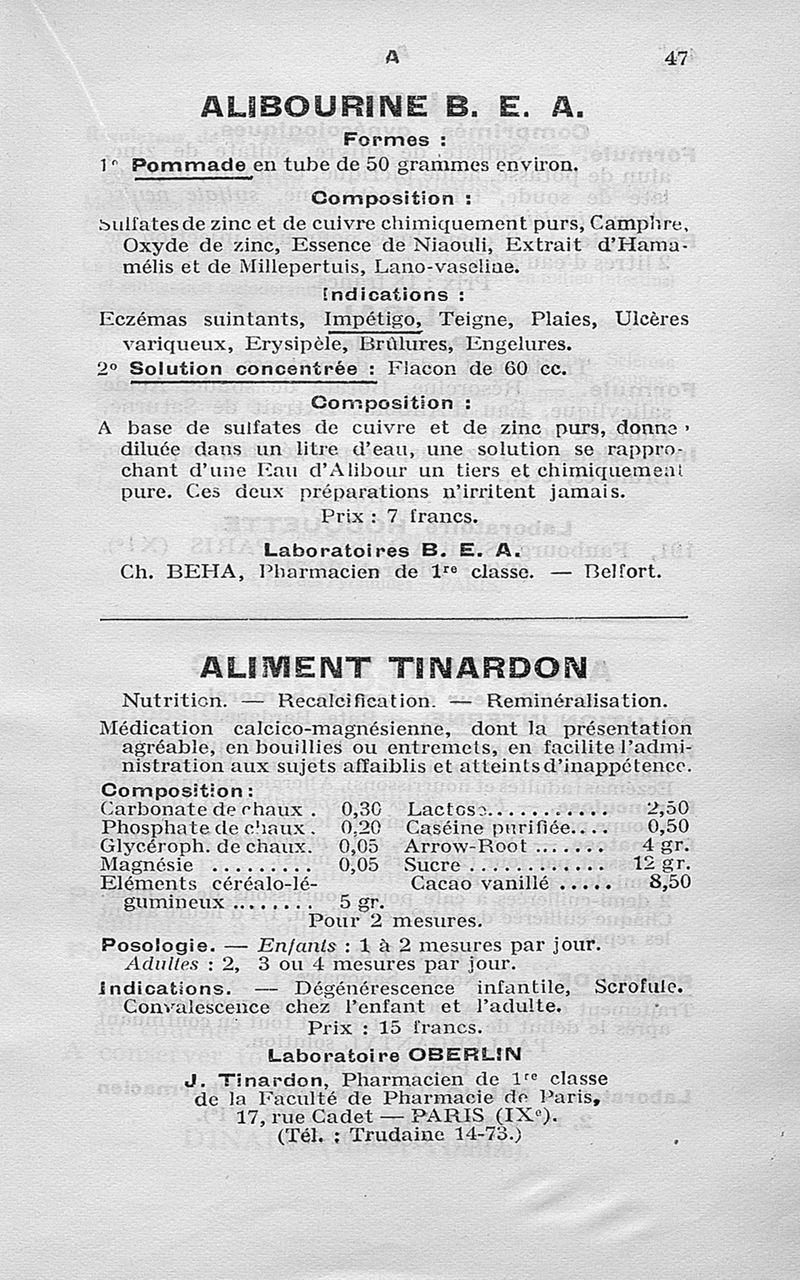 A 47
ALIBOURINE B. E. A.
Formes :
1° Pommade en tube de 50 grammes environ.
Composition :
Sulfates de zinc et de cuivre chimiquement purs, Camphre,
Oxyde de zinc, Essence de Niaouli, Extrait d'Hama-
mélis et de Millepertuis, Lano-vaseline.
Indications :
Eczémas suintants, Impétigo, Teigne, Plaies, Ulcères
variqueux, Erysipèle, Brûlures, Engelures.
2° Solution concentrée : Flacon de 60 cc.
Composition :
A base de sulfates de cuivre et de zinc purs, donne,
diluée dans un litre d'eau, une solution se rappro-
chant d'une Eau d'Alibour un tiers et chimiquement
pure. Ces deux préparations n'irritent jamais.
Prix : 7 francs.
Laboratoires B. E. A.
Ch. BEHA, Pharmacien de 1re classe. — Belfort.
ALIMENT TINARDON
Nutrition. — Recalcification. — Reminéralisation.
Médication calcico-magnésienne, dont la présentation
agréable, en bouillies ou entremets, en facilite l'admi-
nistration aux sujets affaiblis et atteints d'inappétence.
Composition :
Carbonate de chaux . 0,30 Lactose............ 2,50
Phosphate de chaux . 0,20 Caséine purifiée.... 0,50
Glycéroph. de chaux. 0,05 Arrow-Root ....... 4 gr.
Magnésie ......... 0,05 Sucre ............. 12 gr.
Eléments céréalo-lé- Cacao vanillé ..... 8,50
gumineux ........ 5 gr.
Pour 2 mesures.
Posologie. — Enfants : 1 à 2 mesures par jour.
Adultes : 2, 3 ou 4 mesures par jour.
Indications. — Dégénérescence infantile, Scrofule.
Convalescence chez l'enfant et l'adulte.
Prix : 15 francs.
Laboratoire OBERLIN
J. Tinardon, Pharmacien de 1re classe
de la Faculté de Pharmacie de Paris,
17, rue Cadet — PARIS (IXe).
(Tél. : Trudaine 14-73.)